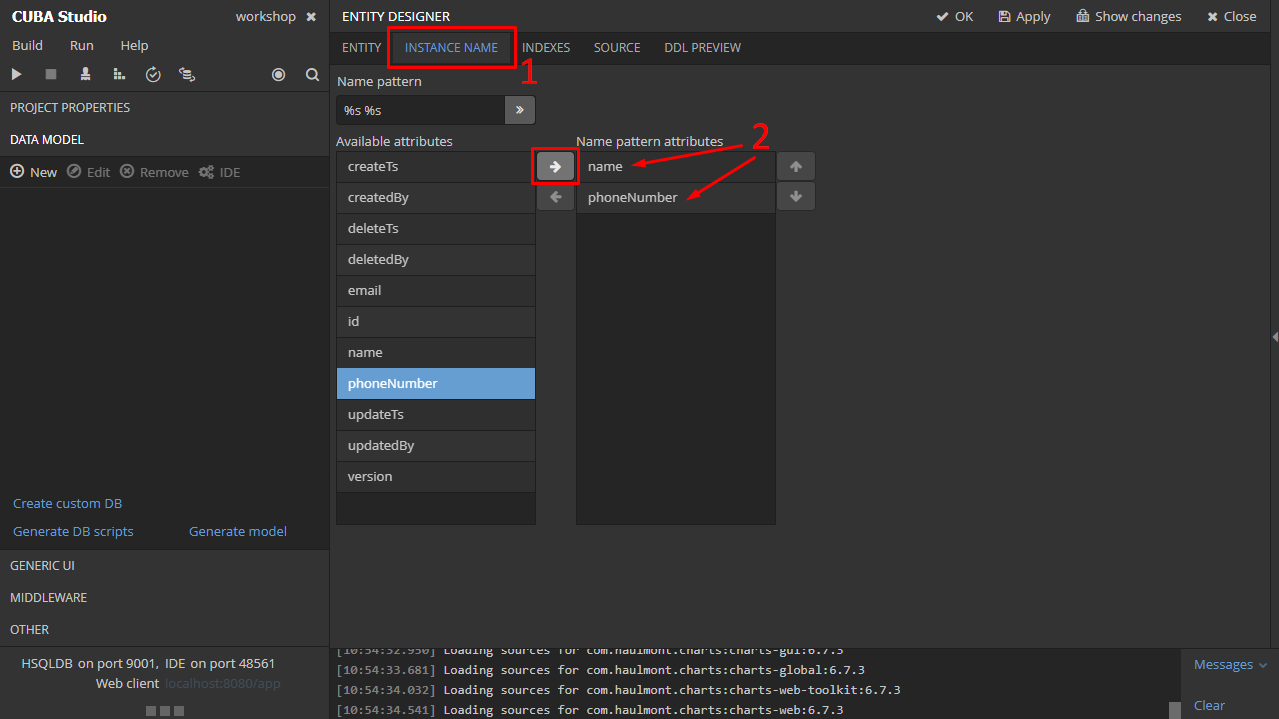 CUBA Studio
workshop
ENTITY DESIGNER
OK
Apply
Show changes
Close
Build
Run
Help
ENTITY
INSTANCE NAME
INDEXES
SOURCE
DDL PREVIEW
1
Name pattern
%s %s
PROJECT PROPERTIES
DATA MODEL
New
Edit
Remove
IDE
Available attributes
Name pattern attributes
2
createTs
createdBy
deleteTs
deletedBy
email
id
name
phoneNumber
updateTs
updatedBy
version
name
phoneNumber
Create custom DB
Generate DB scripts
Generate model
GENERIC UI
MIDDLEWARE
OTHER
HSQLDB on port 9001, IDE on port 48561
Web client localhost:8080/app
[10:54:32.950] Loading sources for com.haulmont.charts:charts-gui:6.7.3
[10:54:33.681] Loading sources for com.haulmont.charts:charts-global:6.7.3
[10:54:34.032] Loading sources for com.haulmont.charts:charts-web-toolkit:6.7.3
[10:54:34.541] Loading sources for com.haulmont.charts:charts-web:6.7.3
Messages
Clear